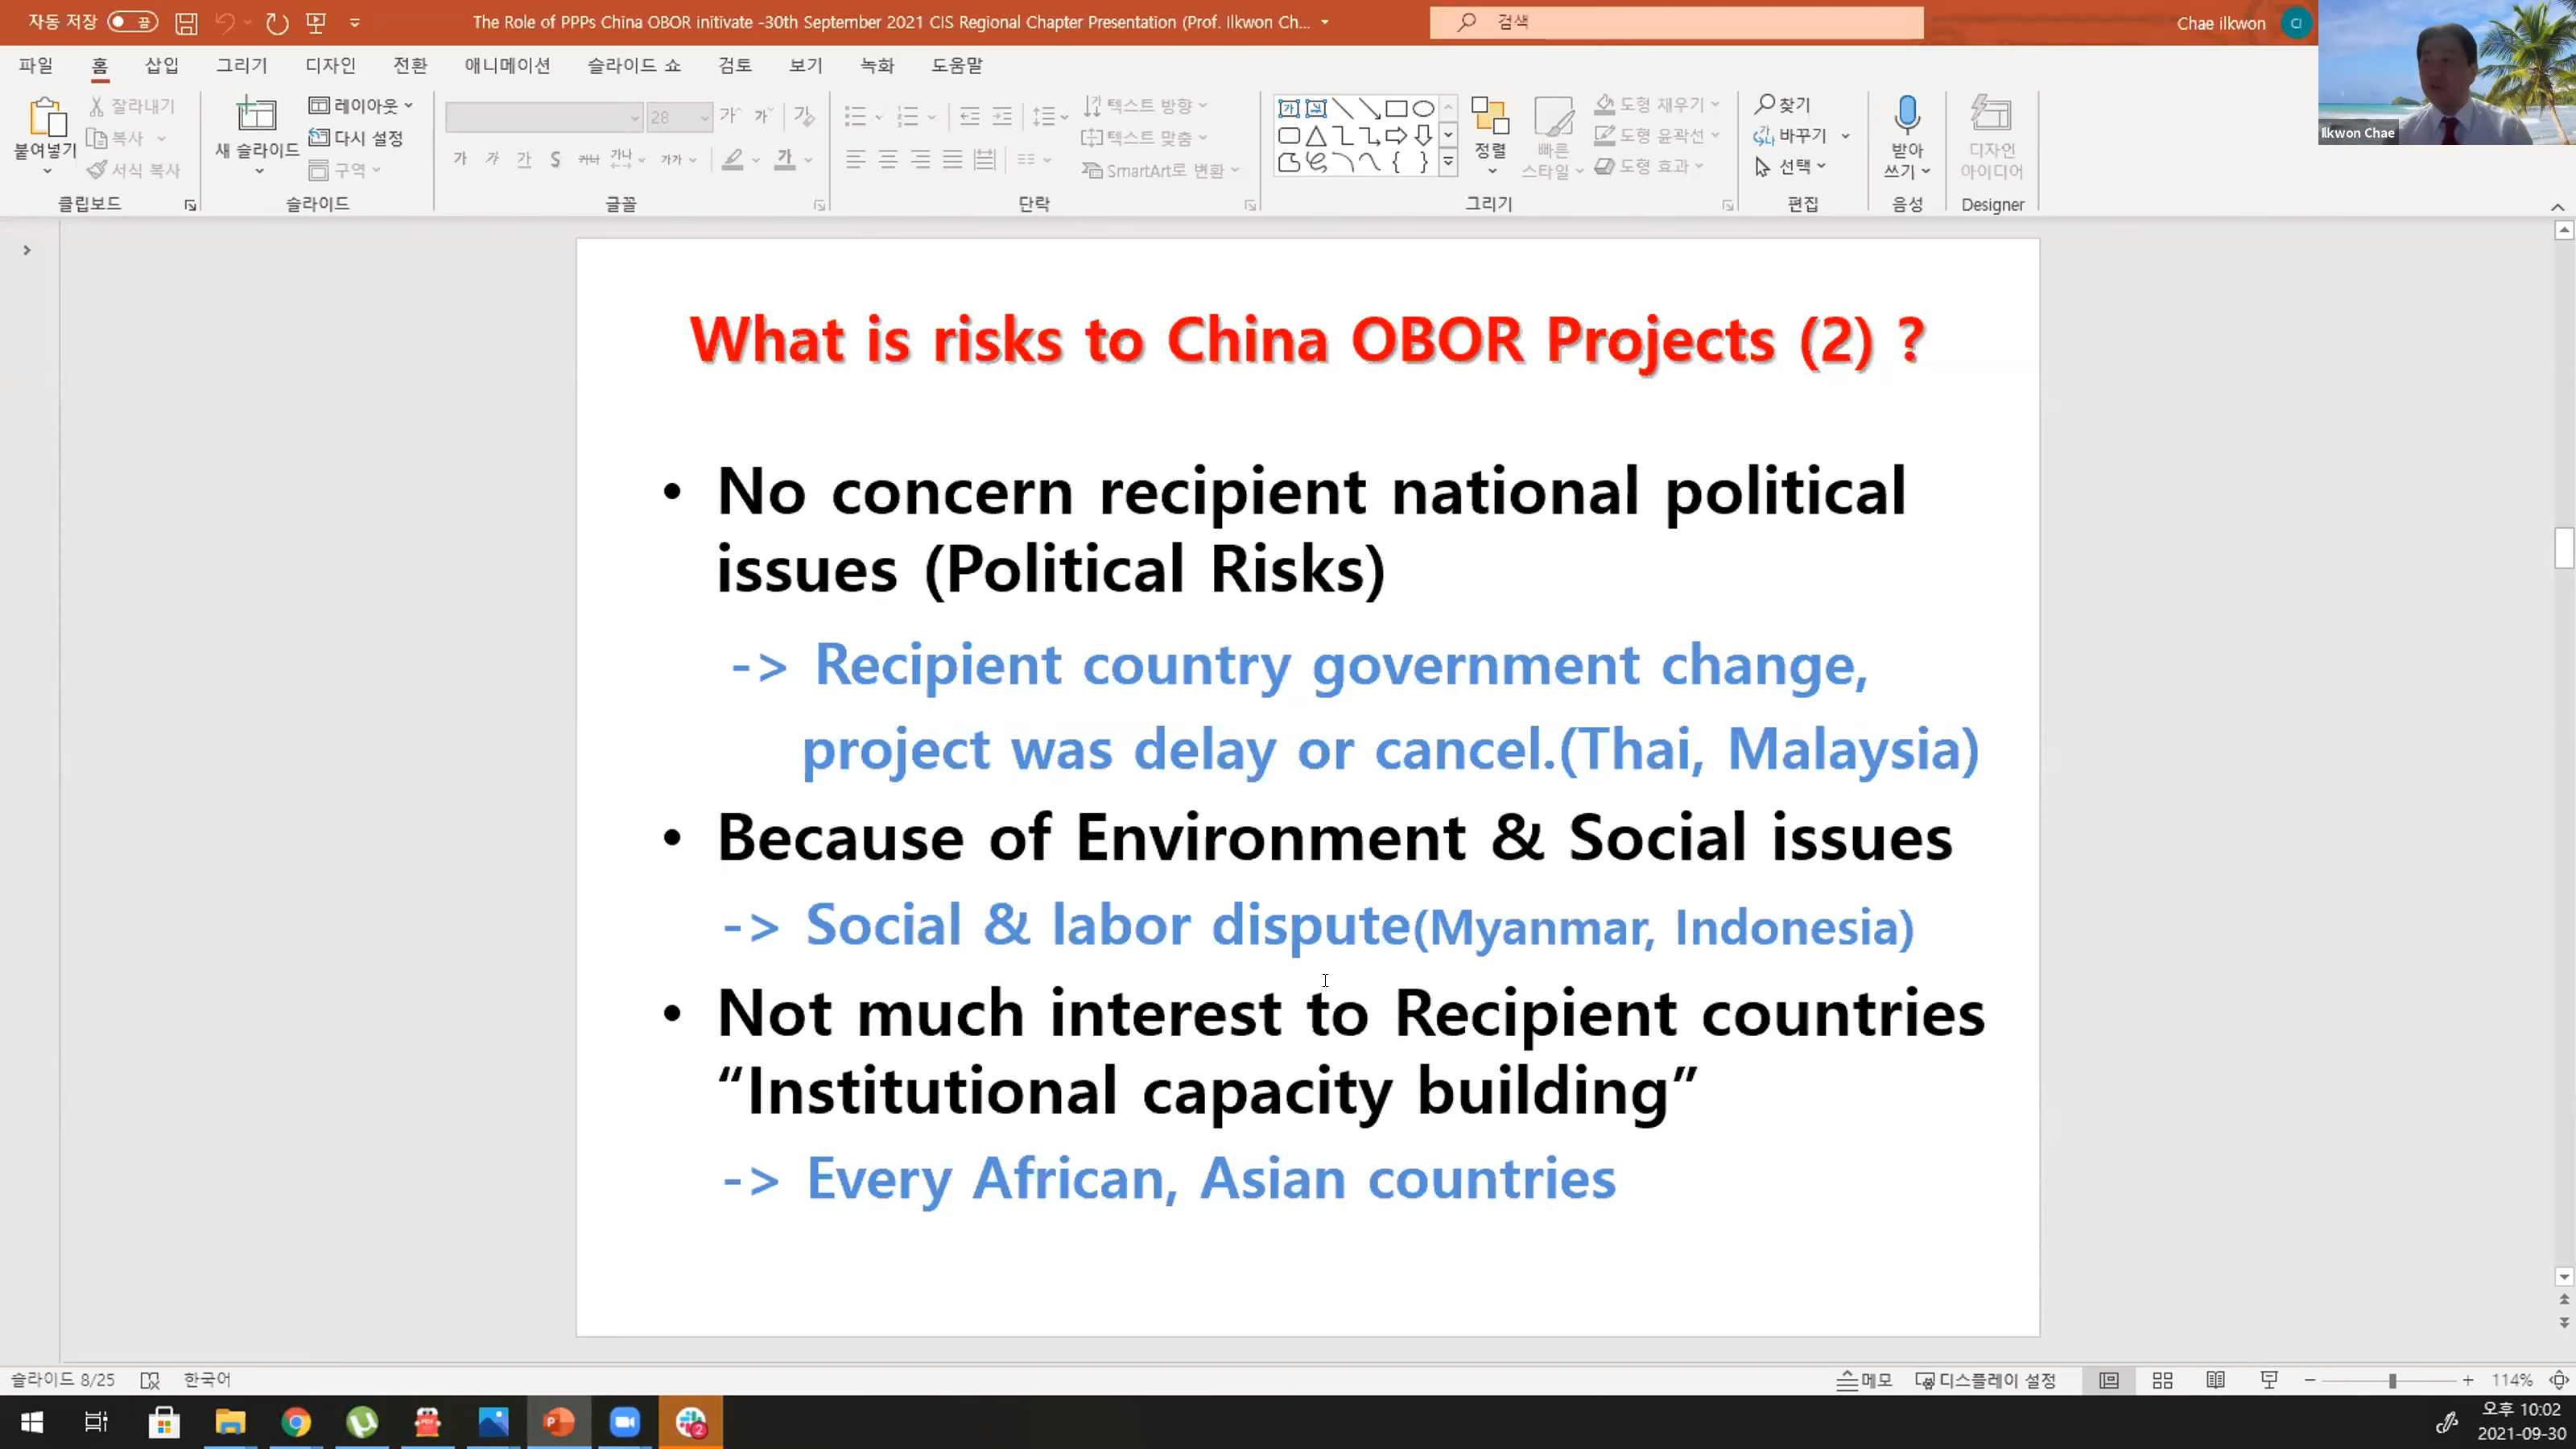 자동 저장 끔
The Role of PPPs China OBOR initivate -30th September 2021 CIS Regional Chapter Presentation (Prof. Ilkwon Ch...
검색
Chae ilkwon CI
파일 홈 삽입 그리기 디자인 전환 애니메이션 슬라이드 쇼 검토 보기 녹화 도움말
붙여넣기
잘라내기
복사
서식 복사
클립보드
새 슬라이드
레이아웃
다시 설정
구역
슬라이드
28
글꼴
텍스트 방향
텍스트 맞춤
SmartArt로 변환
단락
정렬
빠른
스타일
도형 채우기
도형 윤곽선
도형 효과
그리기
찾기
바꾸기
선택
편집
받아
쓰기
음성
디자인
아이디어
Designer
Ilkwon Chae
What is risks to China OBOR Projects (2) ?
• No concern recipient national political
issues (Political Risks)
-> Recipient country government change,
project was delay or cancel.(Thai, Malaysia)
• Because of Environment & Social issues
-> Social & labor dispute(Myanmar, Indonesia)
• Not much interest to Recipient countries
“Institutional capacity building”
-> Every African, Asian countries
슬라이드 8/25 한국어
메모 디스플레이 설정 114%
오후 10:02
2021-09-30